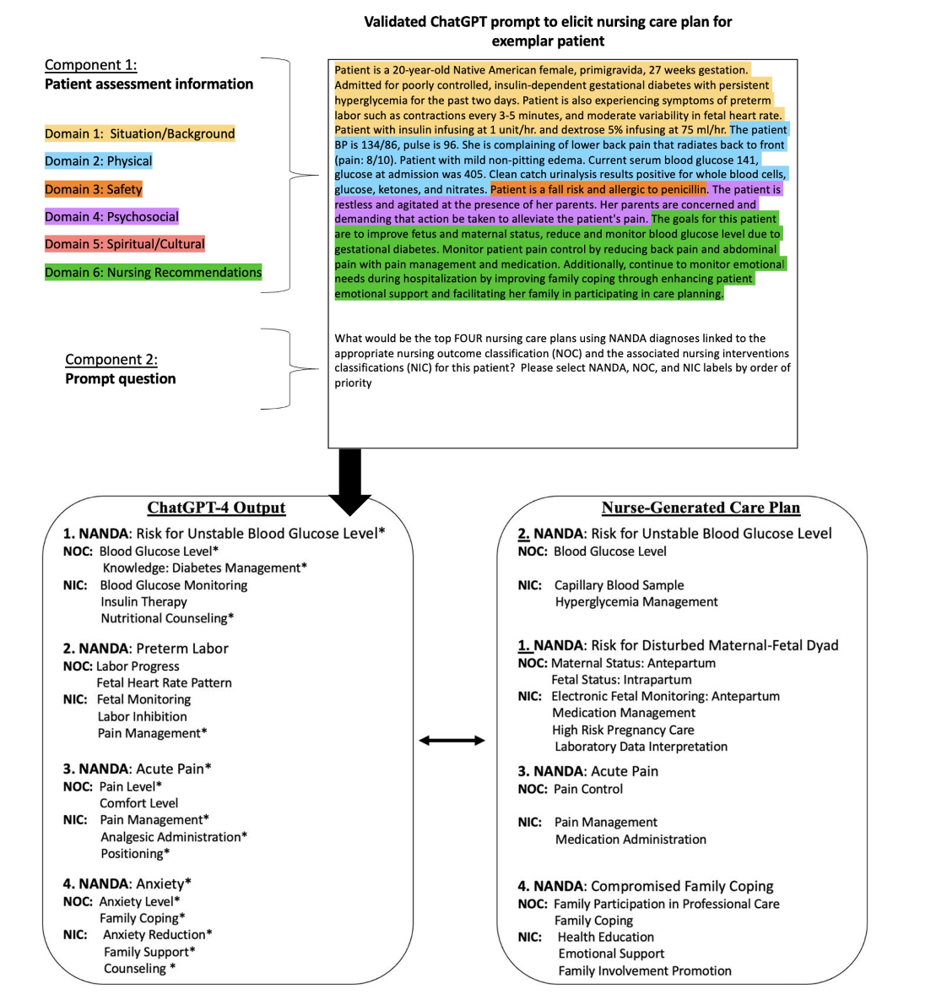 Validated ChatGPT prompt to elicit nursing care plan for
exemplar patient
Component 1:
Patient assessment information
Domain 1:  Situation/Background
Domain 2: Physical
Domain 3: Safety
Domain 4: Psychosocial
Domain 5: Spiritual/Cultural
Domain 6: Nursing Recommendations
Patient is a 20-year-old Native American female, primigravida, 27 weeks gestation.
Admitted for poorly controlled, insulin-dependent gestational diabetes with persistent
hyperglycemia for the past two days. Patient is also experiencing symptoms of preterm
labor such as contractions every 3-5 minutes, and moderate variability in fetal heart rate.
Patient with insulin infusing at 1 unit/hr. and dextrose 5% infusing at 75 ml/hr. The patient
BP is 134/86, pulse is 96. She is complaining of lower back pain that radiates back to front
(pain: 8/10). Patient with mild non-pitting edema. Current serum blood glucose 141,
glucose at admission was 405. Clean catch urinalysis results positive for whole blood cells,
glucose, ketones, and nitrates. Patient is a fall risk and allergic to penicillin. The patient is
restless and agitated at the presence of her parents. Her parents are concerned and
demanding that action be taken to alleviate the patient's pain. The goals for this patient
are to improve fetus and maternal status, reduce and monitor blood glucose level due to
gestational diabetes. Monitor patient pain control by reducing back pain and abdominal
pain with pain management and medication. Additionally, continue to monitor emotional
needs during hospitalization by improving family coping through enhancing patient
emotional support and facilitating her family in participating in care planning.
Component 2:
Prompt question
What would be the top FOUR nursing care plans using NANDA diagnoses linked to the
appropriate nursing outcome classification (NOC) and the associated nursing interventions
classifications (NIC) for this patient?  Please select NANDA, NOC, and NIC labels by order of
priority
ChatGPT-4 Output
1. NANDA: Risk for Unstable Blood Glucose Level*
NOC: Blood Glucose Level*
Knowledge: Diabetes Management*
NIC: Blood Glucose Monitoring
Insulin Therapy
Nutritional Counseling*
2. NANDA: Preterm Labor
NOC: Labor Progress
Fetal Heart Rate Pattern
NIC: Fetal Monitoring
Labor Inhibition
Pain Management*
3. NANDA: Acute Pain*
NOC: Pain Level*
Comfort Level
NIC: Pain Management*
Analgesic Administration*
Positioning*
4. NANDA: Anxiety*
NOC: Anxiety Level*
Family Coping*
NIC: Anxiety Reduction*
Family Support*
Counseling *
Nurse-Generated Care Plan
2. NANDA: Risk for Unstable Blood Glucose Level
NOC: Blood Glucose Level
NIC: Capillary Blood Sample
Hyperglycemia Management
1. NANDA: Risk for Disturbed Maternal-Fetal Dyad
NOC: Maternal Status: Antepartum
Fetal Status: Intrapartum
NIC: Electronic Fetal Monitoring: Antepartum
Medication Management
High Risk Pregnancy Care
Laboratory Data Interpretation
3. NANDA: Acute Pain
NOC: Pain Control
NIC: Pain Management
Medication Administration
4. NANDA: Compromised Family Coping
NOC: Family Participation in Professional Care
Family Coping
NIC: Health Education
Emotional Support
Family Involvement Promotion